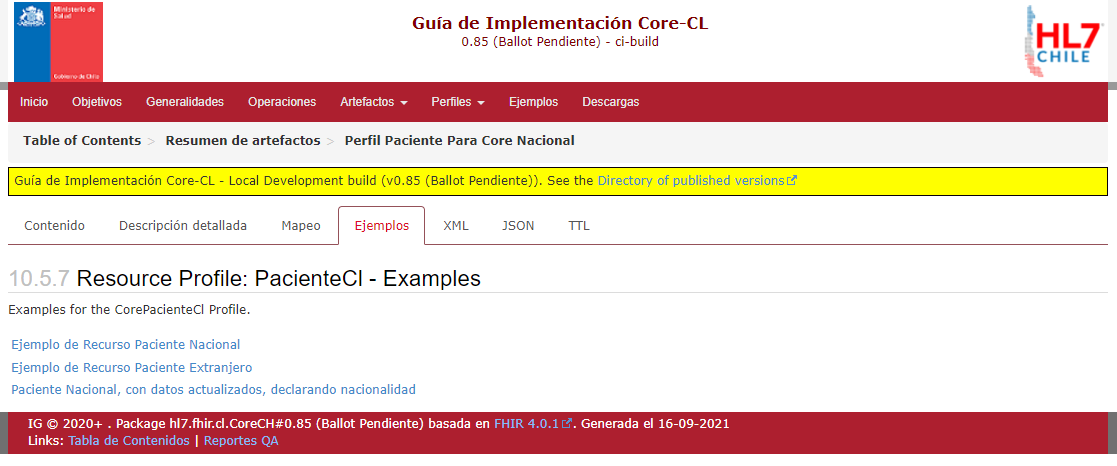 Ministerio de
Salud
Gobierno de Chile
Guía de Implementación Core-CL
0.85 (Ballot Pendiente) - ci-build
HL7
CHILE
Inicio Objetivos Generalidades Operaciones Artefactos Perfiles Ejemplos Descargas
Table of Contents > Resumen de artefactos > Perfil Paciente Para Core Nacional
Guía de Implementación Core-CL - Local Development build (v0.85 (Ballot Pendiente)). See the Directory of published versions
Contenido Descripción detallada Mapeo Ejemplos XML JSON TTL
10.5.7 Resource Profile: PacienteCl - Examples
Examples for the CorePacienteCl Profile.
Ejemplo de Recurso Paciente Nacional
Ejemplo de Recurso Paciente Extranjero
Paciente Nacional, con datos actualizados, declarando nacionalidad
IG © 2020+ . Package hl7.fhir.cl.CoreCH#0.85 (Ballot Pendiente) basada en FHIR 4.0.1. Generada el 16-09-2021
Links: Tabla de Contenidos | Reportes QA